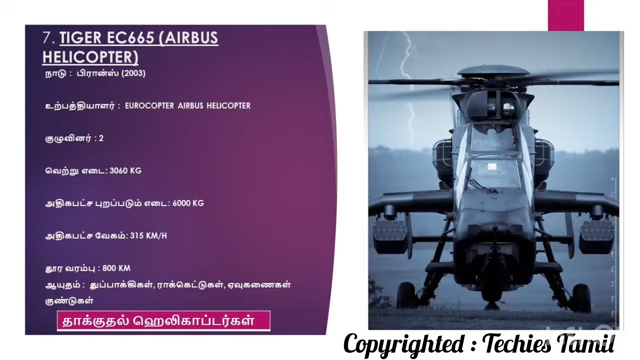 7. TIGER EC665 (AIRBUS
HELICOPTER)
நாடு : பிரான்ஸ் (2003)
உற்பத்தியாளர் : EUROCOPTER AIRBUS HELICOPTER
குழுவினர் : 2
வெற்று எடை: 3060 KG
அதிகபட்ச புறப்படும் எடை: 6000 KG
அதிகபட்ச வேகம்: 315 KM/H
தூர வரம்பு : 800 KM
ஆயுதம் : துப்பாக்கிகள், ராக்கெட்டுகள், ஏவுகணைகள்
குண்டுகள்
தாக்குதல் ஹெலிகாப்டர்கள்
Copyrighted : Techies Tamil